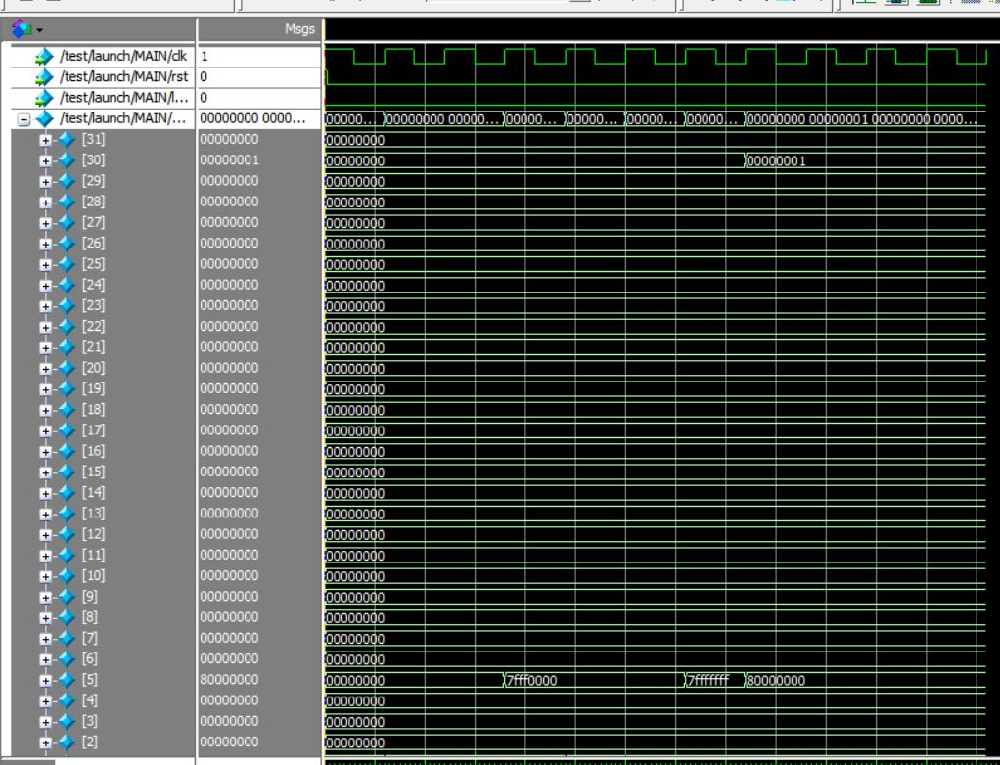 Msgs
/test/launch/MAIN/clk 1
/test/launch/MAIN/rst 0
/test/launch/MAIN/l... 0
/test/launch/MAIN/... 00000000 0000... 00000... 00000000 00000... 00000... 00000... 00000... 00000... 00000000 00000001 00000000 0000...
[31] 00000000 00000000
[30] 00000001 00000000 00000001
[29] 00000000 00000000
[28] 00000000 00000000
[27] 00000000 00000000
[26] 00000000 00000000
[25] 00000000 00000000
[24] 00000000 00000000
[23] 00000000 00000000
[22] 00000000 00000000
[21] 00000000 00000000
[20] 00000000 00000000
[19] 00000000 00000000
[18] 00000000 00000000
[17] 00000000 00000000
[16] 00000000 00000000
[15] 00000000 00000000
[14] 00000000 00000000
[13] 00000000 00000000
[12] 00000000 00000000
[11] 00000000 00000000
[10] 00000000 00000000
[9] 00000000 00000000
[8] 00000000 00000000
[7] 00000000 00000000
[6] 00000000 00000000
[5] 80000000 00000000 7fff0000 7fffffff 80000000
[4] 00000000 00000000
[3] 00000000 00000000
[2] 00000000 00000000